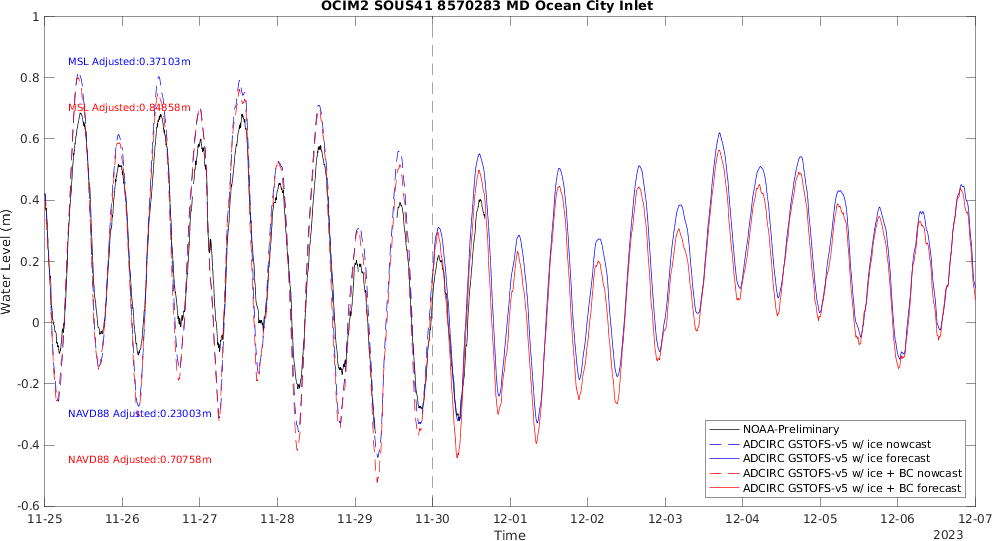 OCIM2 SOUS41 8570283 MD Ocean City Inlet
1
0.8
0.6
0.4
0.2
0
-0.2
-0.4
-0.6
Water Level (m)
MSL Adjusted:0.37103m
MSL Adjusted:0.84858m
NAVD88 Adjusted:0.23003m
NAVD88 Adjusted:0.70758m
NOAA-Preliminary
ADCIRC GSTOFS-v5 w/ ice nowcast
ADCIRC GSTOFS-v5 w/ ice forecast
ADCIRC GSTOFS-v5 w/ ice + BC nowcast
ADCIRC GSTOFS-v5 w/ ice + BC forecast
11-25 11-26 11-27 11-28 11-29 11-30 12-01 12-02 12-03 12-04 12-05 12-06 12-07
Time
2023